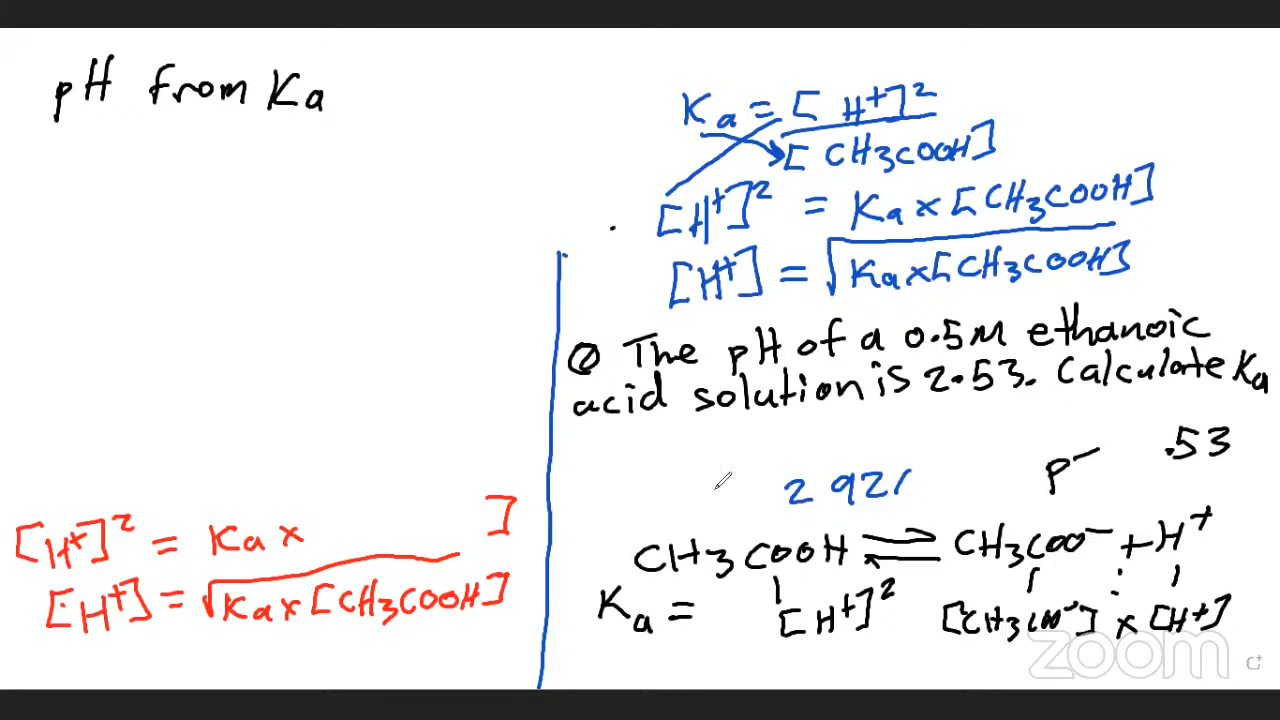 pH from Ka
Ka = [H⁺]²
[CH3COOH]
[H⁺]² = Ka x [CH3COOH]
[H⁺] = √Ka x [CH3COOH]
Q The pH of a 0.5M ethanoic
acid solution is 2.53. Calculate Ka
.53
P⁻
2 92
CH3COOH ⇌ CH3COO⁻ + H⁺
Ka = [H⁺]² [CH3COO⁻] x [H⁺]
[H⁺]² = Ka x ]
[H⁺] = √Ka x [CH3COOH]
zoom